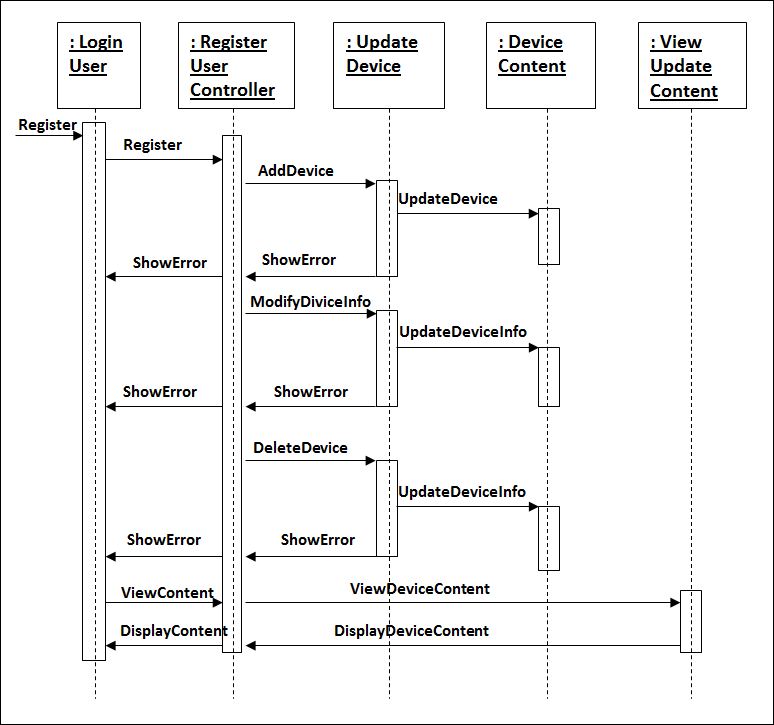 : Login
User
: Register
User
Controller
: Update
Device
: Device
Content
: View
Update
Content
Register
Register
AddDevice
UpdateDevice
ShowError
ShowError
ModifyDiviceInfo
UpdateDeviceInfo
ShowError
ShowError
DeleteDevice
UpdateDeviceInfo
ShowError
ShowError
ViewContent
ViewDeviceContent
DisplayContent
DisplayDeviceContent